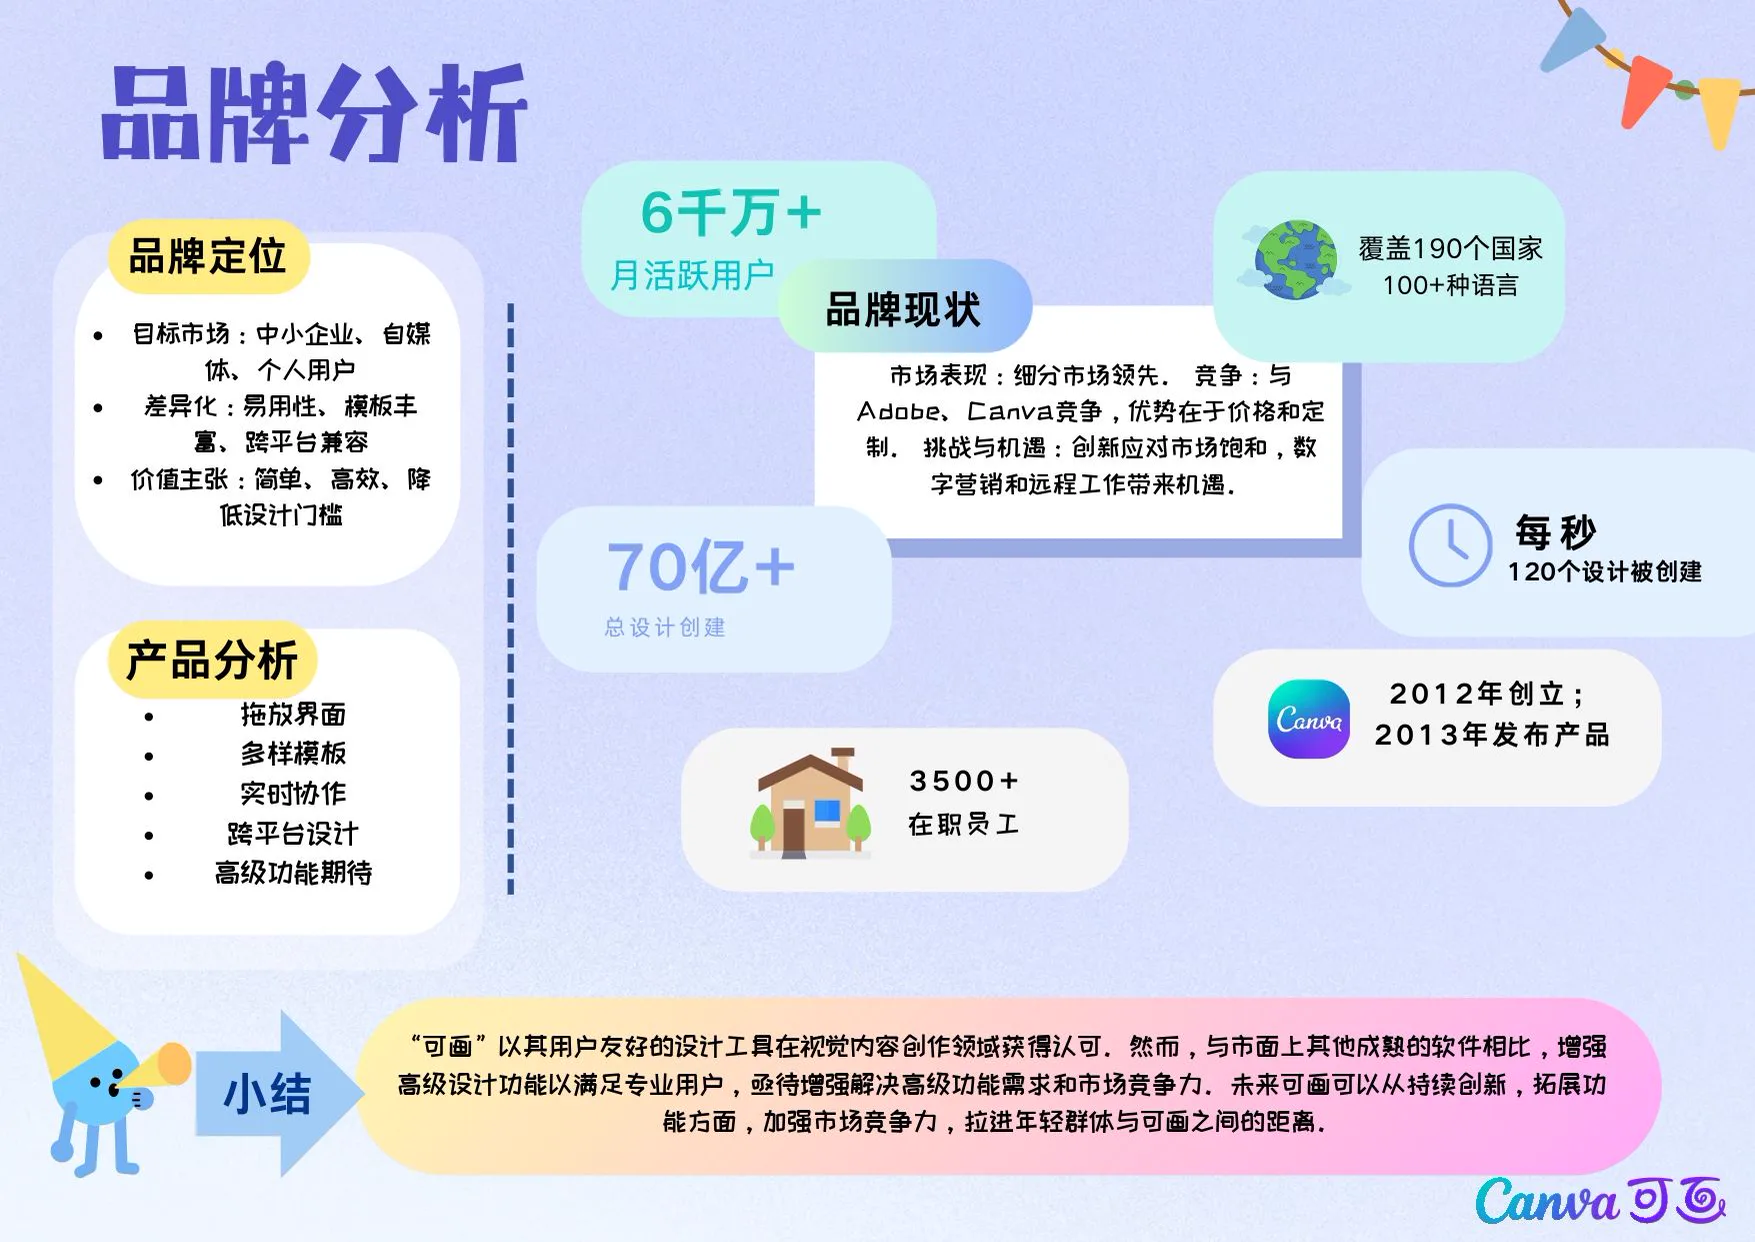 品牌分析
品牌定位
• 目标市场：中小企业、自媒
体、个人用户
• 差异化：易用性、模板丰
富、跨平台兼容
• 价值主张：简单、高效、降
低设计门槛
产品分析
• 拖放界面
• 多样模板
• 实时协作
• 跨平台设计
• 高级功能期待
6千万+
月活跃用户
品牌现状
市场表现：细分市场领先. 竞争：与
Adobe、Canva竞争，优势在于价格和定
制. 挑战与机遇：创新应对市场饱和，数
字营销和远程工作带来机遇.
覆盖190个国家
100+种语言
70亿+
总设计创建
每秒
120个设计被创建
Canva
2012年创立；
2013年发布产品
3500+
在职员工
小结
“可画”以其用户友好的设计工具在视觉内容创作领域获得认可. 然而，与市面上其他成熟的软件相比，增强
高级设计功能以满足专业用户，亟待增强解决高级功能需求和市场竞争力. 未来可画可以从持续创新，拓展功
能方面，加强市场竞争力，拉进年轻群体与可画之间的距离.
Canva可画